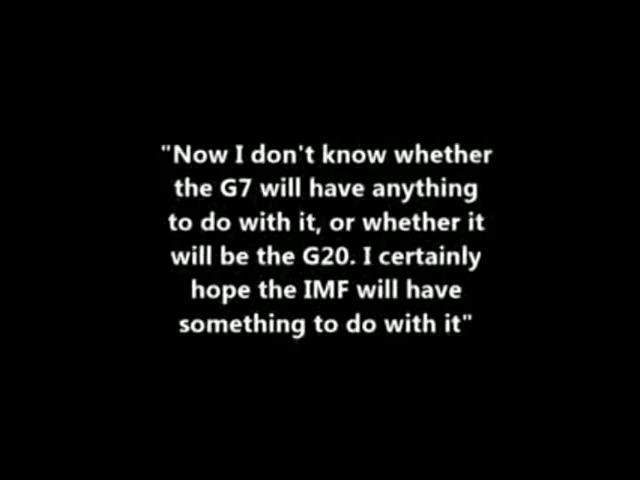 "Now I don't know whether
the G7 will have anything
to do with it, or whether it
will be the G20. I certainly
hope the IMF will have
something to do with it"